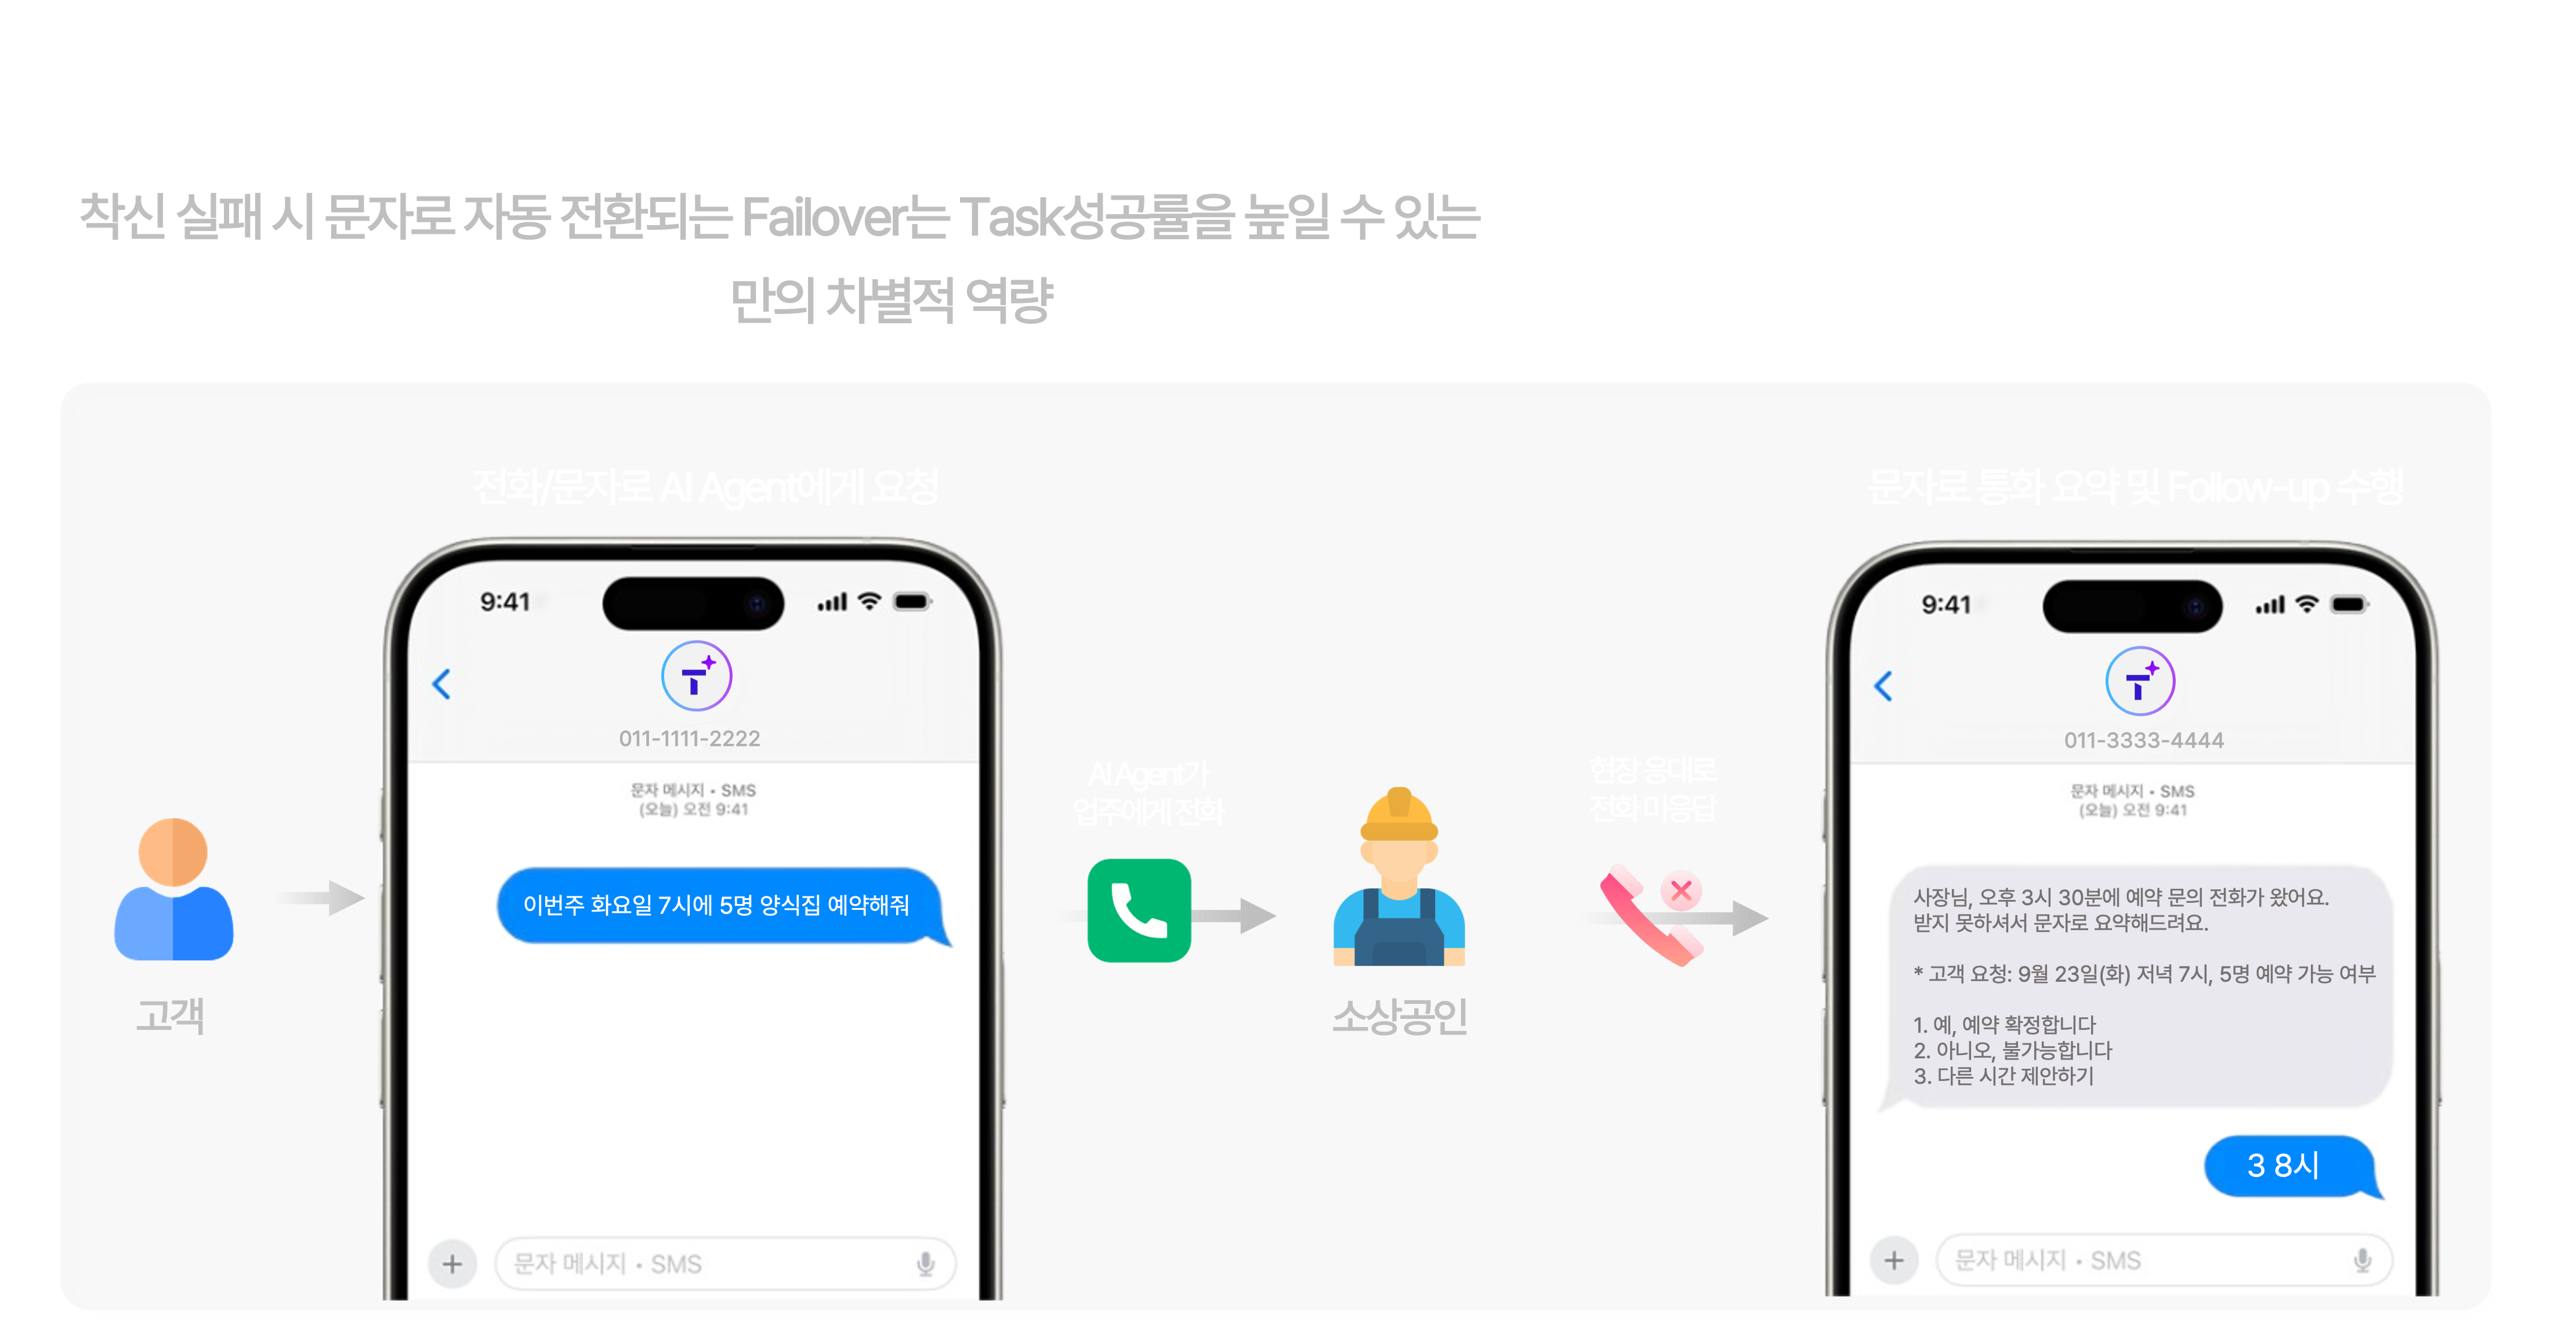 착신 실패 시 문자로 자동 전환되는 Failover는 Task성공률을 높일 수 있는
만의 차별적 역량
전화/문자로 AI Agent에게 요청
9:41
011-1111-2222
문자 메시지 • SMS
(오늘) 오전 9:41
이번주 화요일 7시에 5명 양식집 예약해줘
문자 메시지 • SMS
고객
AI Agent가
업주에게 전화
소상공인
현장 응대로
전화 미응답
문자로 통화 요약 및 Follow-up 수행
9:41
011-3333-4444
문자 메시지 • SMS
(오늘) 오전 9:41
사장님, 오후 3시 30분에 예약 문의 전화가 왔어요.
받지 못하셔서 문자로 요약해드려요.
* 고객 요청: 9월 23일(화) 저녁 7시, 5명 예약 가능 여부
1. 예, 예약 확정합니다
2. 아니오, 불가능합니다
3. 다른 시간 제안하기
3 8시
문자 메시지 • SMS